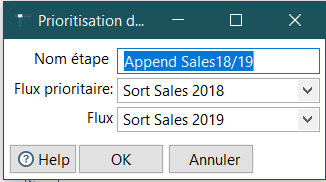 Prioritisation d...
Nom étape Append Sales18/19
Flux prioritaire: Sort Sales 2018
Flux Sort Sales 2019
Help OK Annuler